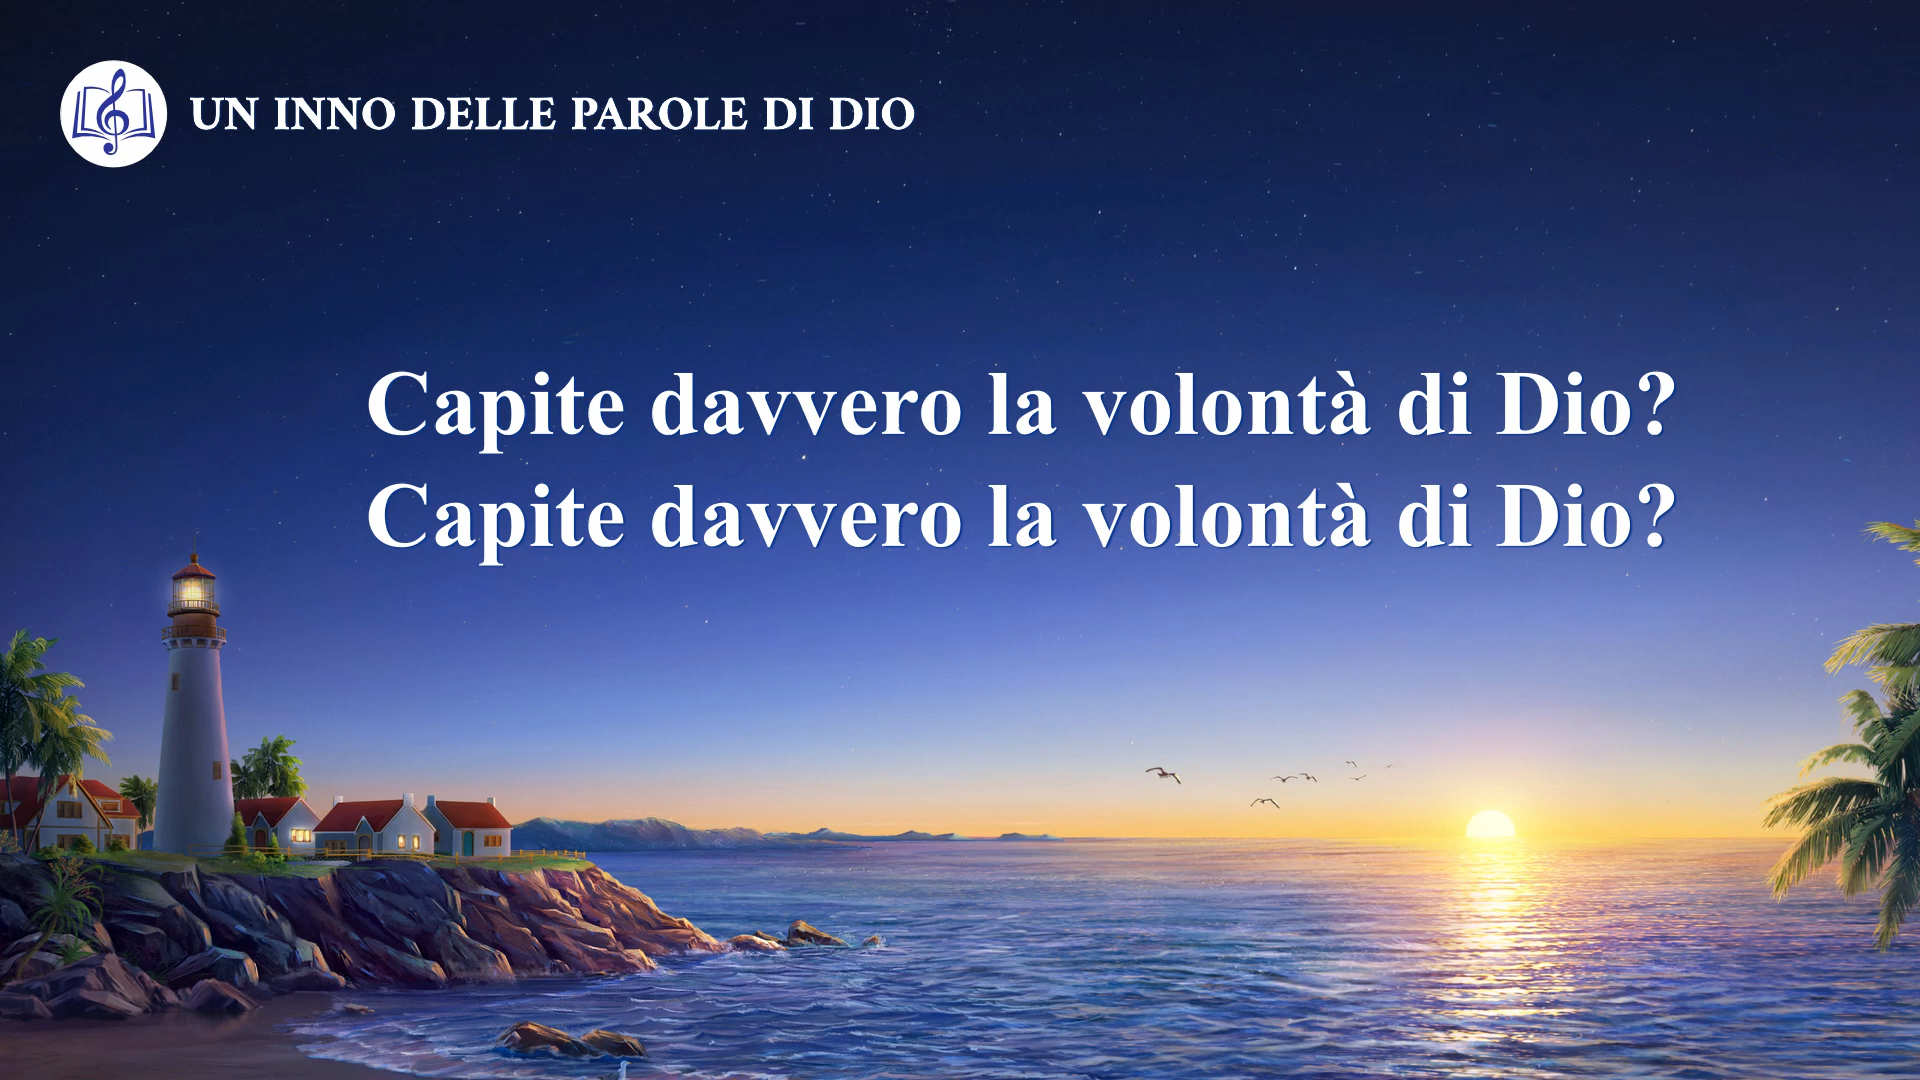 UN INNO DELLE PAROLE DI DIO
Capite davvero la volontà di Dio?
Capite davvero la volontà di Dio?